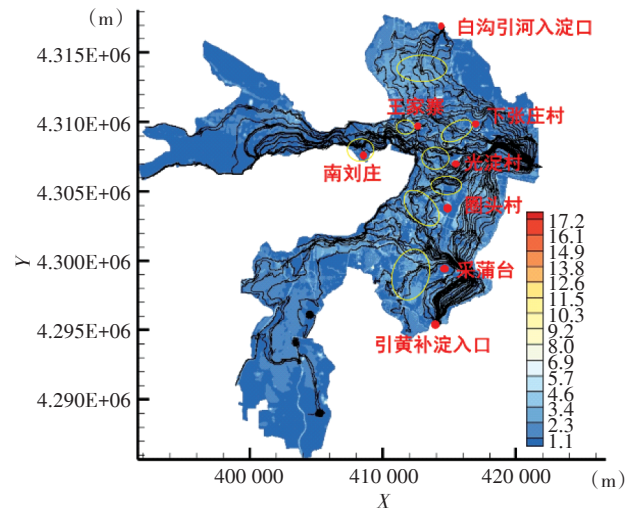 (m)
4.315E+06
4.310E+06
4.305E+06
4.300E+06
4.295E+06
4.290E+06
Y
白沟引河入淀口
王家寨
下张庄村
光淀村
南刘庄
圈头村
采蒲台
引黄补淀入口
17.2
16.1
14.9
13.8
12.6
11.5
10.3
9.2
8.0
6.9
5.7
4.6
3.4
2.3
1.1
400 000
410 000
420 000
(m)
X